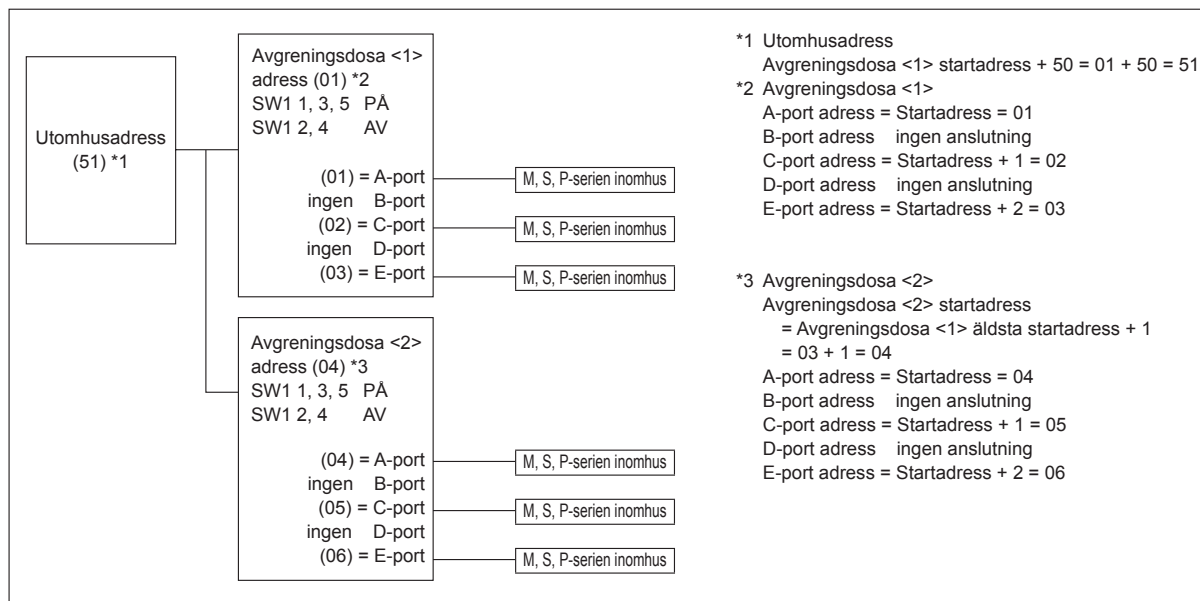 Utomhusadress
(51) *1
Avgreningsdosa <1>
adress (01) *2
SW1 1, 3, 5 PÅ
SW1 2, 4 AV
(01) = A-port
ingen B-port
(02) = C-port
ingen D-port
(03) = E-port
M, S, P-serien inomhus
M, S, P-serien inomhus
M, S, P-serien inomhus
Avgreningsdosa <2>
adress (04) *3
SW1 1, 3, 5 PÅ
SW1 2, 4 AV
(04) = A-port
ingen B-port
(05) = C-port
ingen D-port
(06) = E-port
M, S, P-serien inomhus
M, S, P-serien inomhus
M, S, P-serien inomhus
*1 Utomhusadress
Avgreningsdosa <1> startadress + 50 = 01 + 50 = 51
*2 Avgreningsdosa <1>
A-port adress = Startadress = 01
B-port adress ingen anslutning
C-port adress = Startadress + 1 = 02
D-port adress ingen anslutning
E-port adress = Startadress + 2 = 03
*3 Avgreningsdosa <2>
Avgreningsdosa <2> startadress
= Avgreningsdosa <1> äldsta startadress + 1
= 03 + 1 = 04
A-port adress = Startadress = 04
B-port adress ingen anslutning
C-port adress = Startadress + 1 = 05
D-port adress ingen anslutning
E-port adress = Startadress + 2 = 06